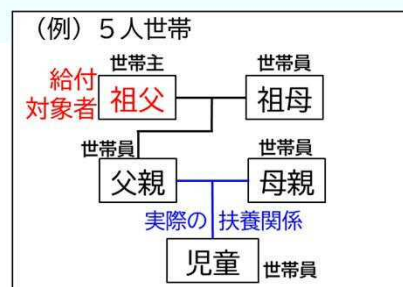 （例）５人世帯
世帯主
世帯員
給付
対象者
祖父
祖母
世帯員
世帯員
父親
母親
実際の扶養関係
児童
世帯員